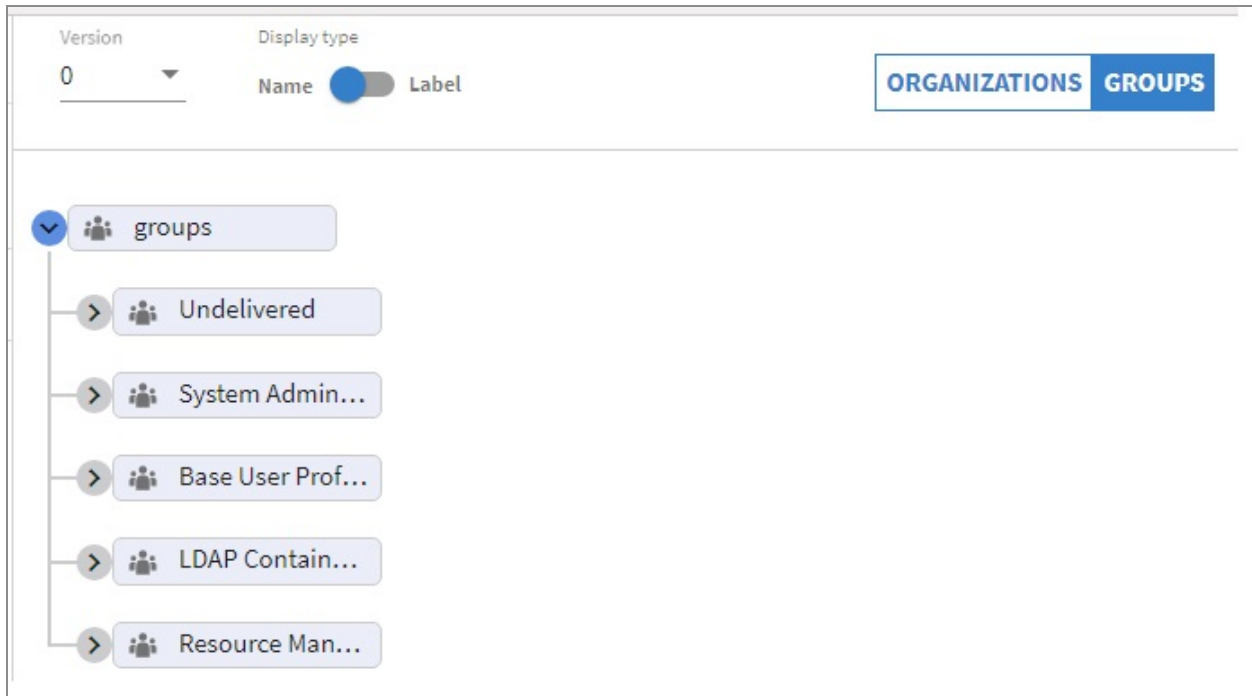 Version
Display type
0
Name
Label
ORGANIZATIONS
GROUPS
groups
Undelivered
System Admin...
Base User Prof...
LDAP Contain...
Resource Man...